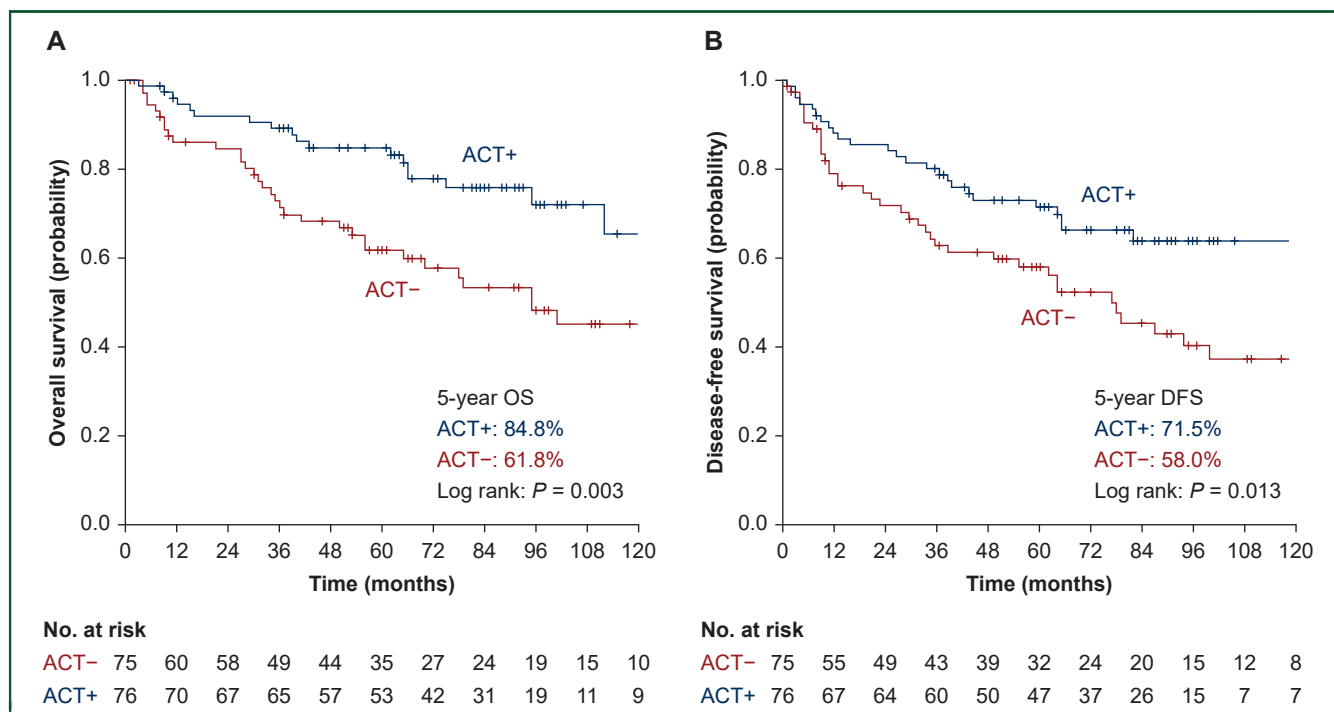 A
Overall survival (probability)
1.0
0.8
0.6
0.4
0.2
0.0
ACT+
ACT−
5-year OS
ACT+: 84.8%
ACT−: 61.8%
Log rank: P = 0.003
0 12 24 36 48 60 72 84 96 108 120
Time (months)
No. at risk
ACT− 75 60 58 49 44 35 27 24 19 15 10
ACT+ 76 70 67 65 57 53 42 31 19 11 9
B
Disease-free survival (probability)
1.0
0.8
0.6
0.4
0.2
0.0
ACT+
ACT−
5-year DFS
ACT+: 71.5%
ACT−: 58.0%
Log rank: P = 0.013
0 12 24 36 48 60 72 84 96 108 120
Time (months)
No. at risk
ACT− 75 55 49 43 39 32 24 20 15 12 8
ACT+ 76 67 64 60 50 47 37 26 15 7 7